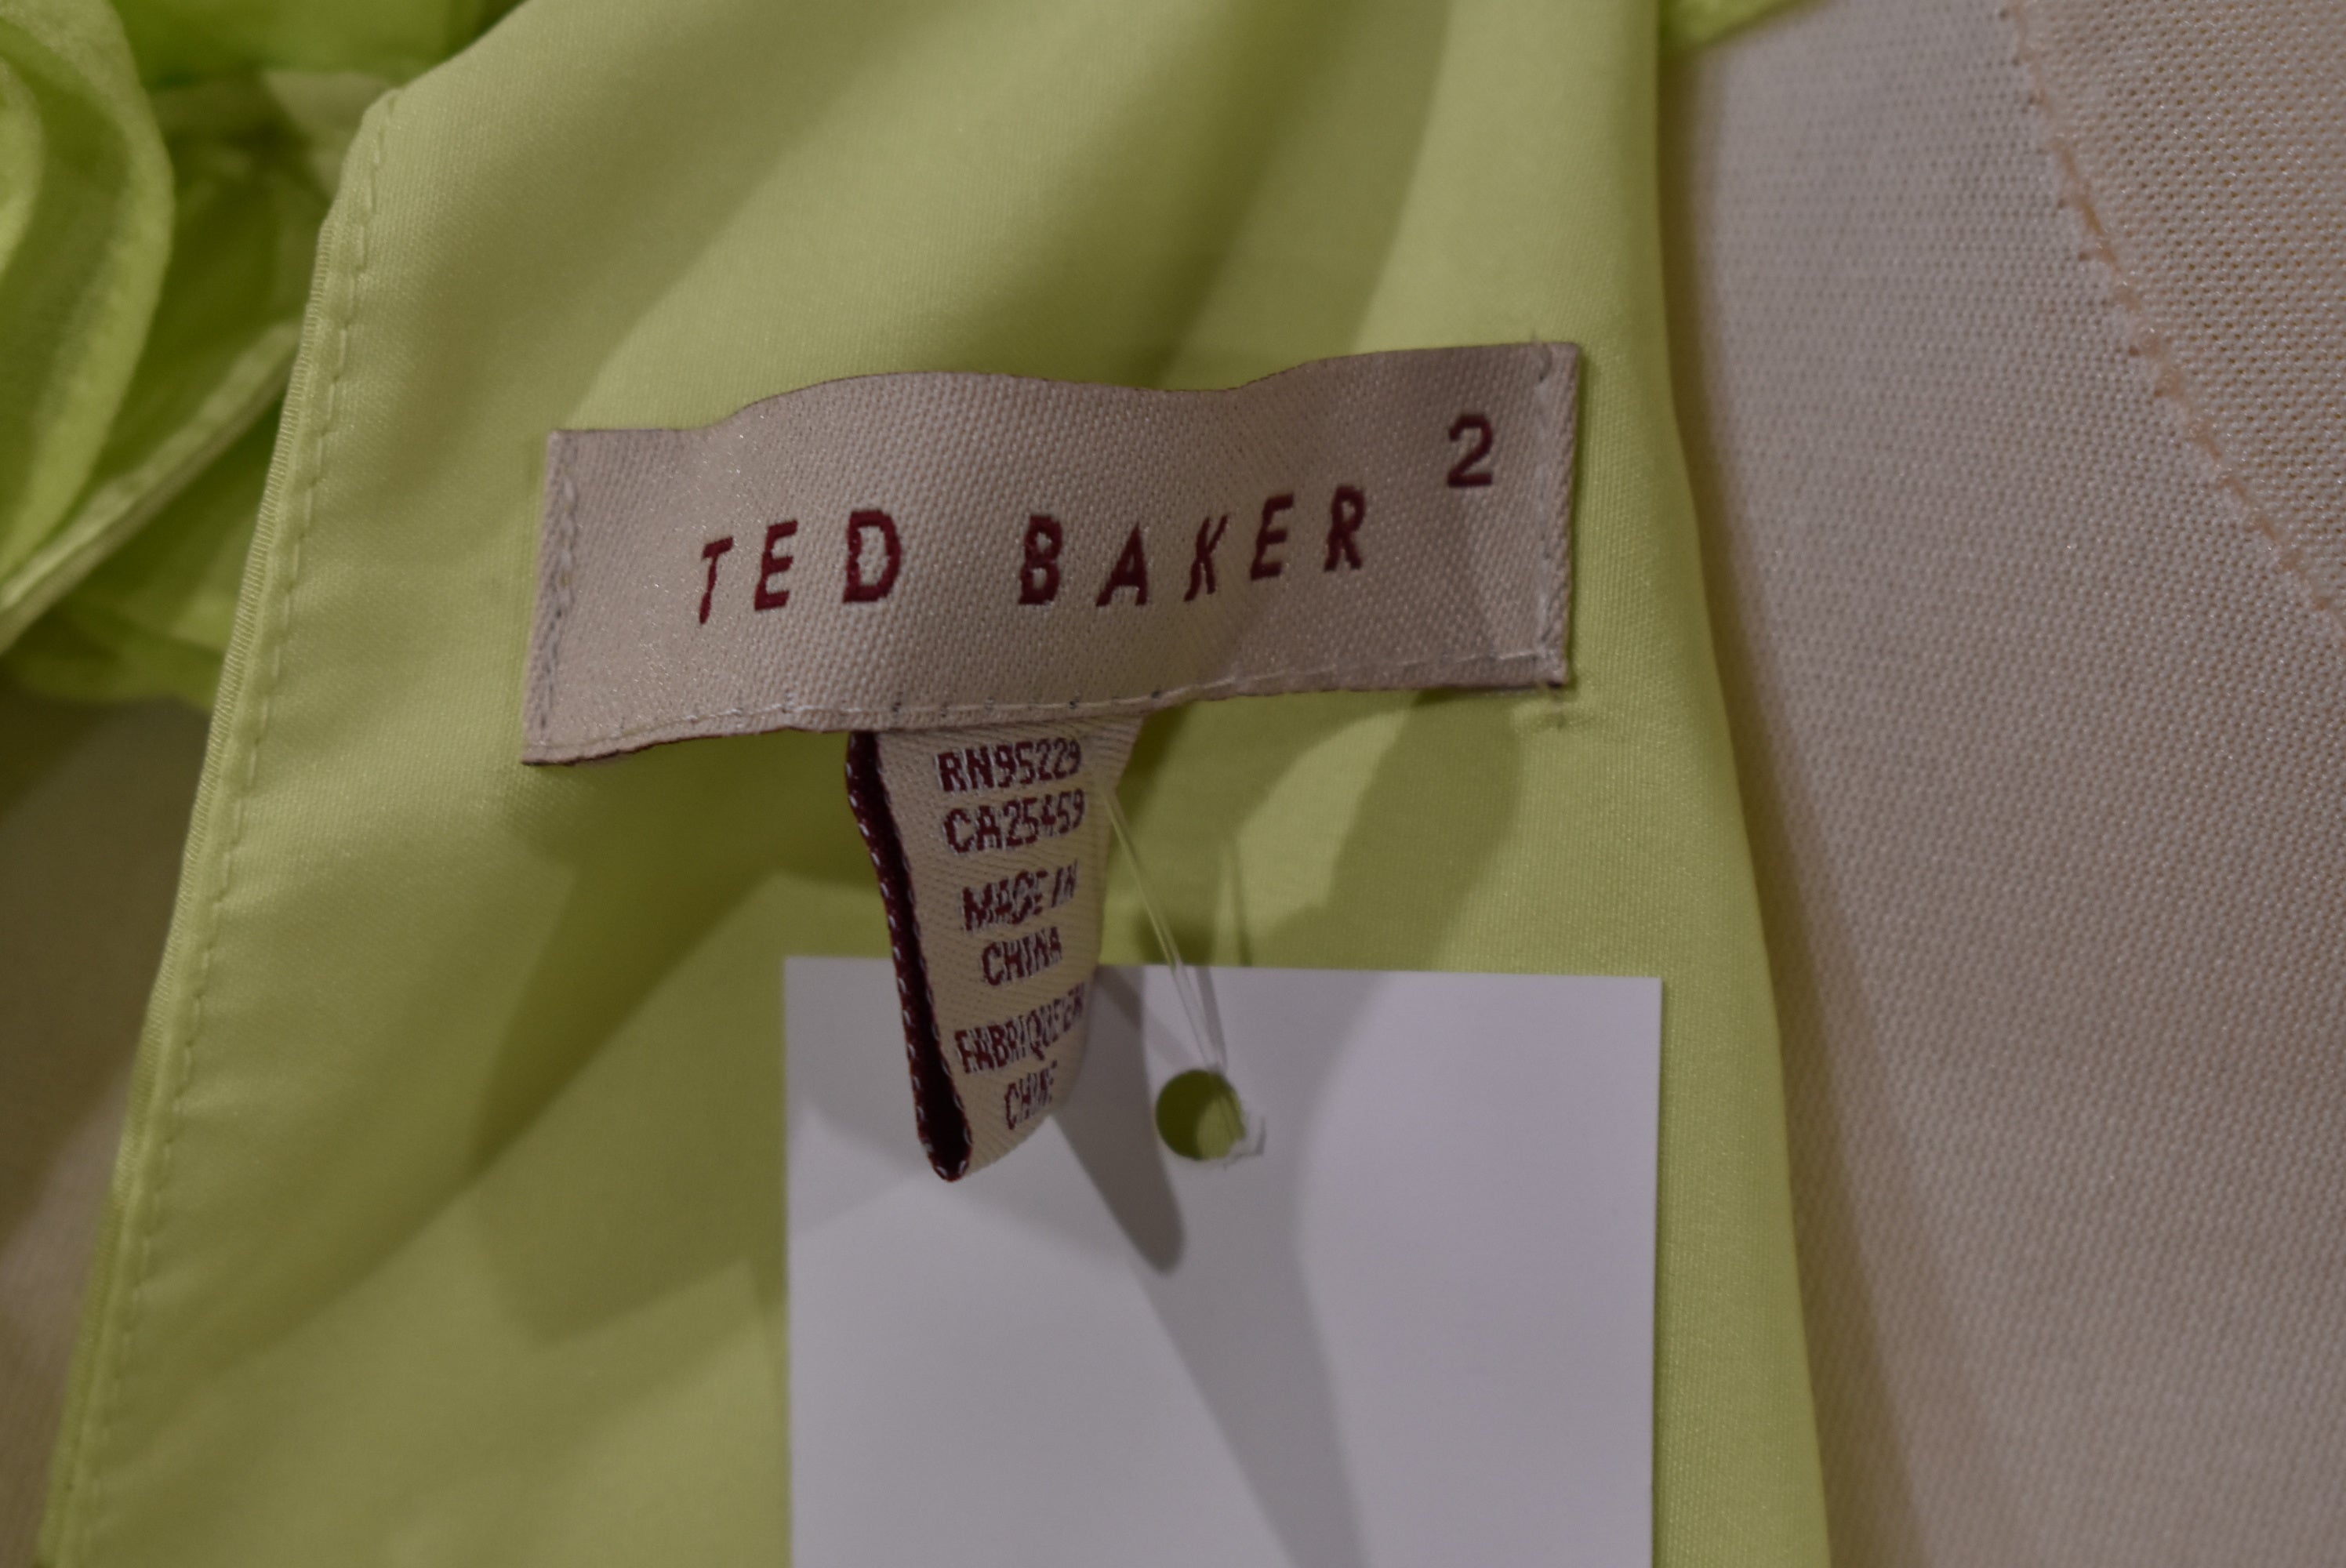 TED BAKER 2
RN95229
CA25459
MADE IN
CHINA
FABRIQUE EN
CHINE